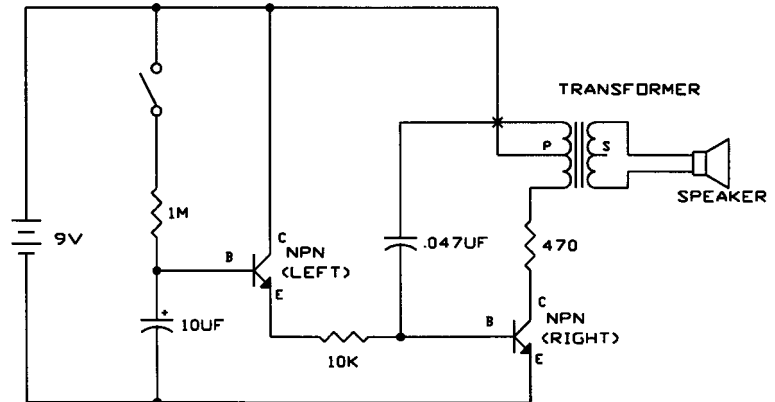 TRANSFORMER
P
S
SPEAKER
1M
9V
C
B
NPN
(LEFT)
E
.047UF
470
+
10UF
10K
C
B
NPN
(RIGHT)
E